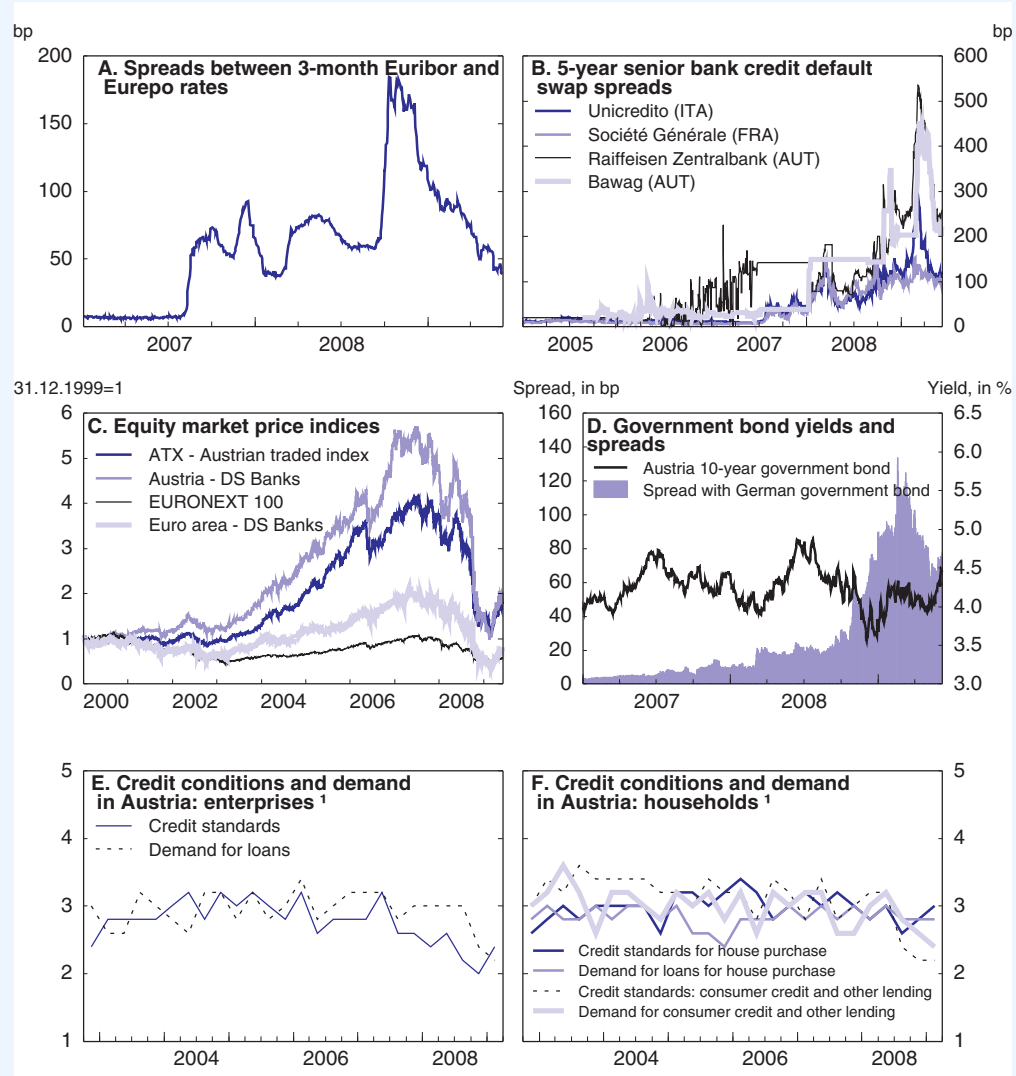 bp
bp
200
150
100
50
0
A. Spreads between 3-month Euribor and
Eurepo rates
2007
2008
B. 5-year senior bank credit default
swap spreads
Unicredito (ITA)
Société Générale (FRA)
Raiffeisen Zentralbank (AUT)
Bawag (AUT)
600
500
400
300
200
100
0
2005
2006
2007
2008
31.12.1999=1
6
5
4
3
2
1
0
C. Equity market price indices
ATX - Austrian traded index
Austria - DS Banks
EURONEXT 100
Euro area - DS Banks
2000
2002
2004
2006
2008
Spread, in bp
Yield, in %
160
140
120
100
80
60
40
20
0
D. Government bond yields and
spreads
Austria 10-year government bond
Spread with German government bond
6.5
6.0
5.5
5.0
4.5
4.0
3.5
3.0
2007
2008
5
4
3
2
1
E. Credit conditions and demand
in Austria: enterprises ¹
Credit standards
Demand for loans
2004
2006
2008
F. Credit conditions and demand
in Austria: households ¹
Credit standards for house purchase
Demand for loans for house purchase
Credit standards: consumer credit and other lending
Demand for consumer credit and other lending
5
4
3
2
1
2004
2006
2008